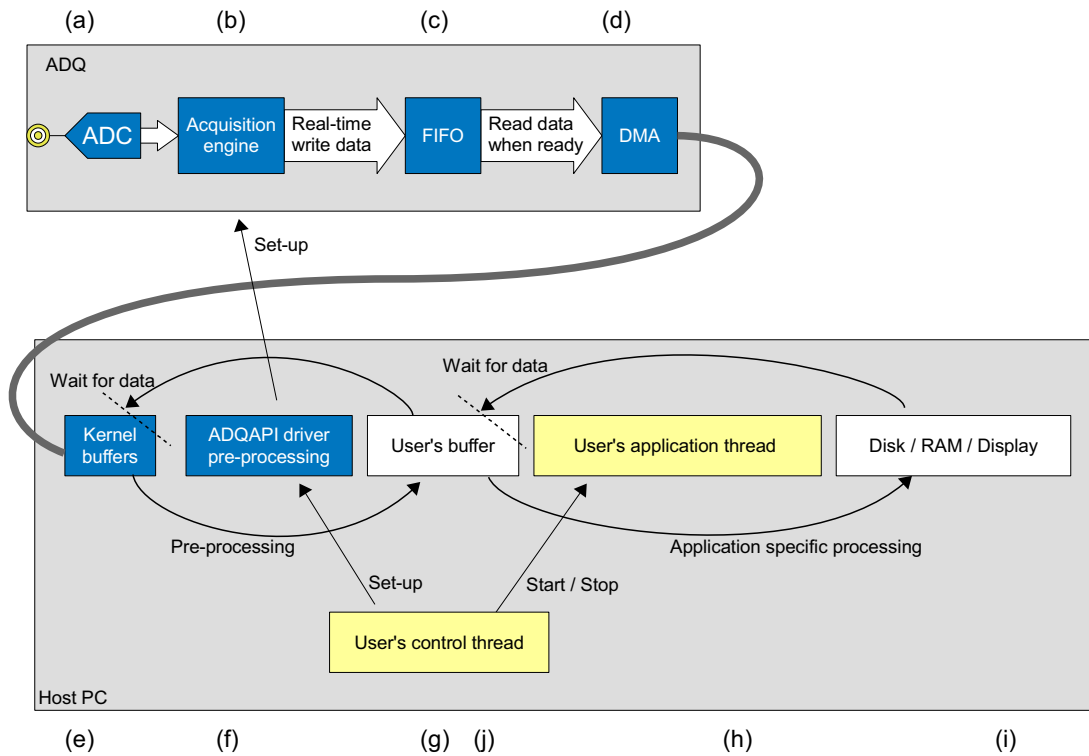 (a) (b) (c) (d)
ADQ
ADC
Acquisition
engine
Real-time
write data
FIFO
Read data
when ready
DMA
Set-up
Wait for data
Wait for data
Kernel
buffers
ADQAPI driver
pre-processing
User's buffer
User's application thread
Disk / RAM / Display
Pre-processing
Application specific processing
Set-up
Start / Stop
User's control thread
Host PC
(e) (f) (g) (j) (h) (i)